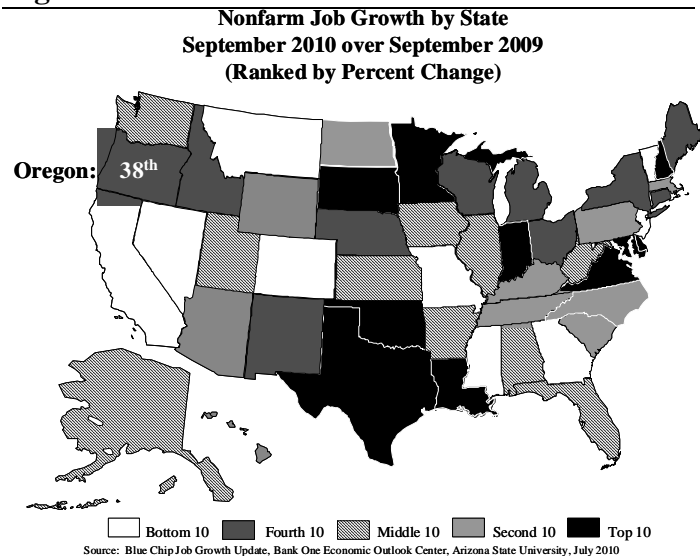 Nonfarm Job Growth by State
September 2010 over September 2009
(Ranked by Percent Change)
Oregon: 38th
Bottom 10 Fourth 10 Middle 10 Second 10 Top 10
Source: Blue Chip Job Growth Update, Bank One Economic Outlook Center, Arizona State University, July 2010